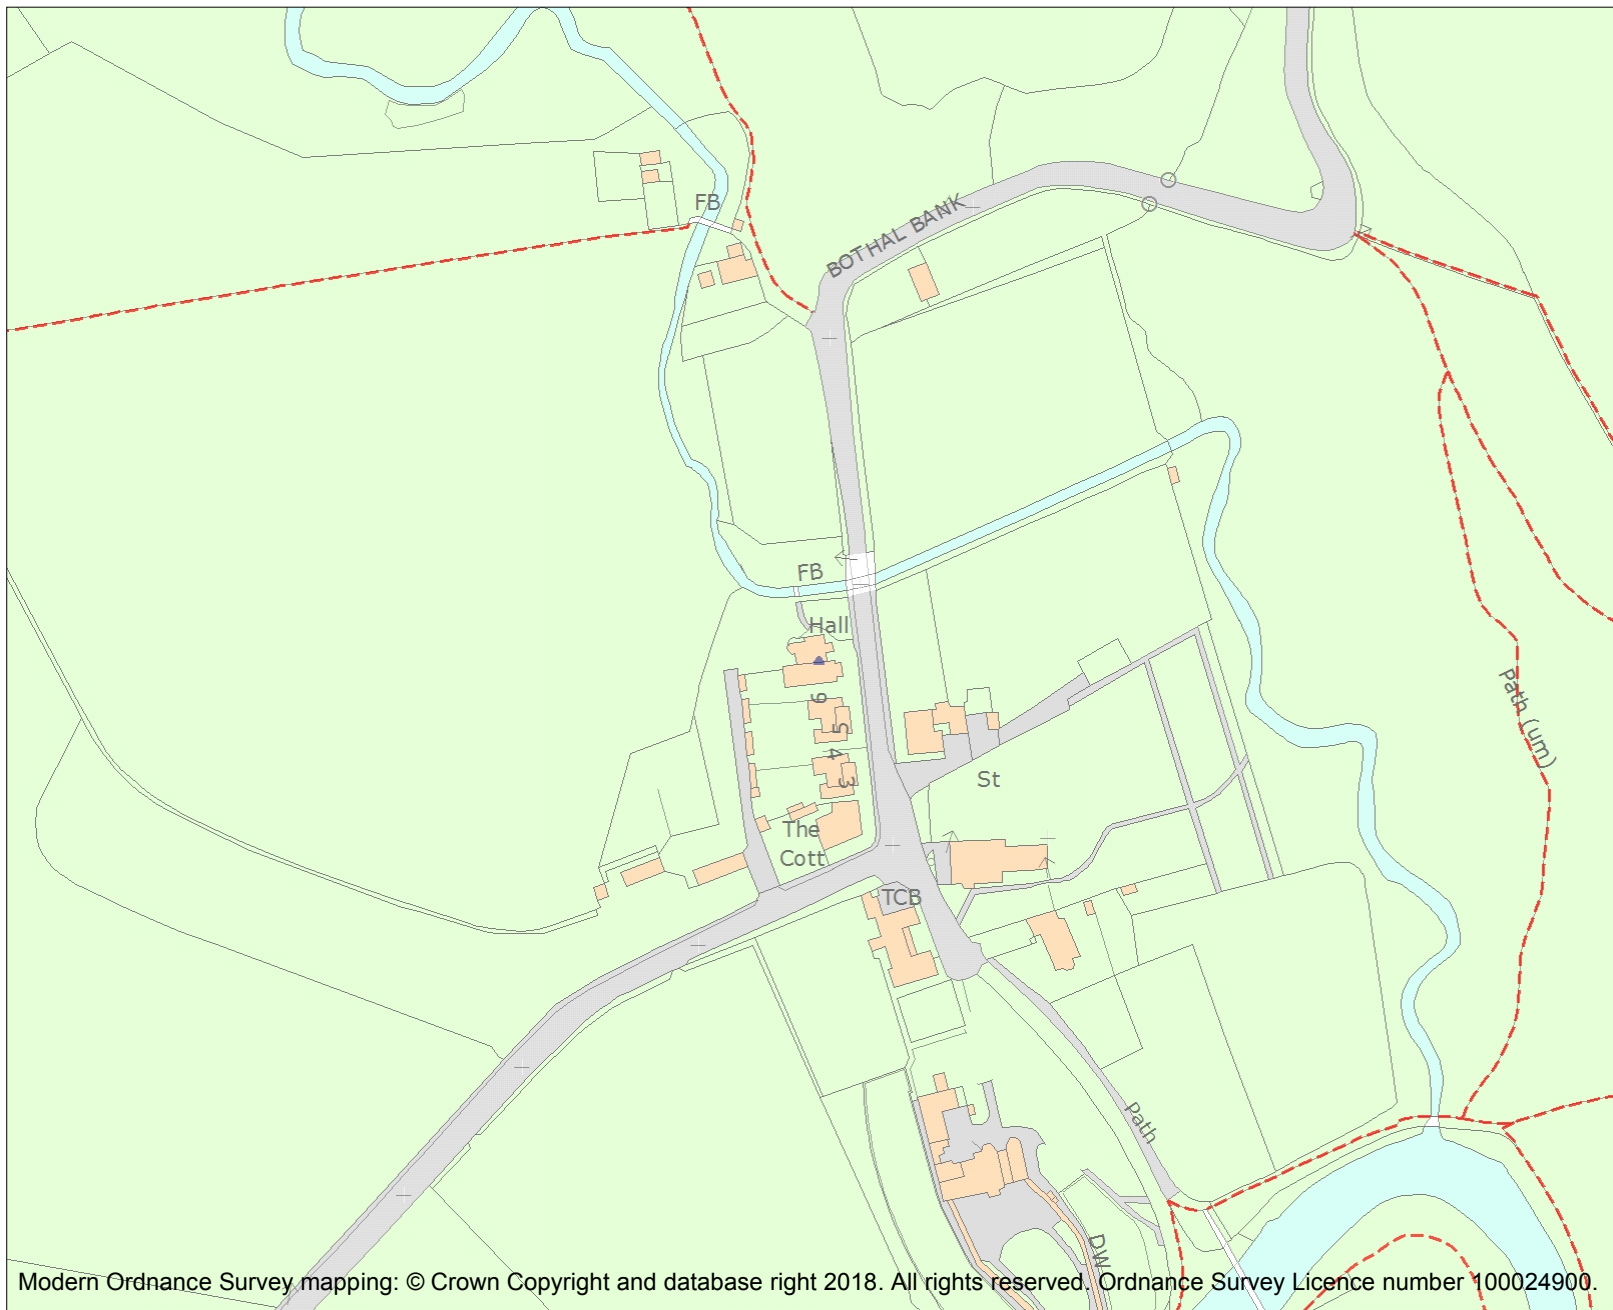 FB
BOTHAL BANK
FB
Hall
6
5
4
3
St
The
Cott
TCB
Path (um)
Path
DW
Modern Ordnance Survey mapping: © Crown Copyright and database right 2018. All rights reserved. Ordnance Survey Licence number 100024900.